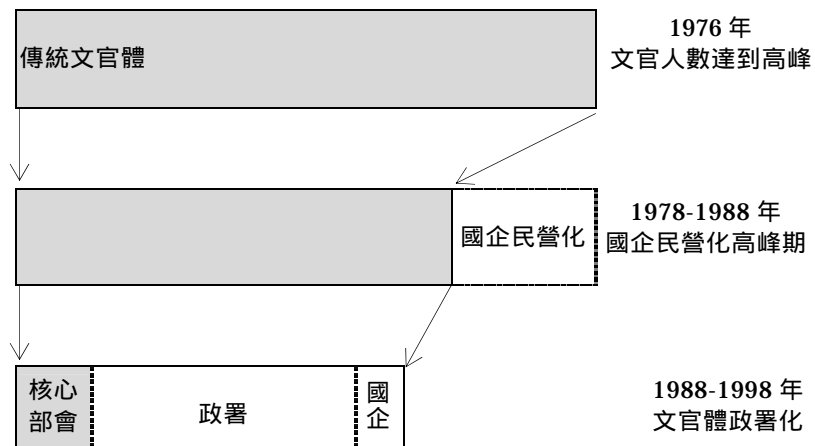 1976 年
文官人數達到高峰
傳統文官體
國企民營化
1978-1988 年
國企民營化高峰期
核心
部會
政署
國
企
1988-1998 年
文官體政署化